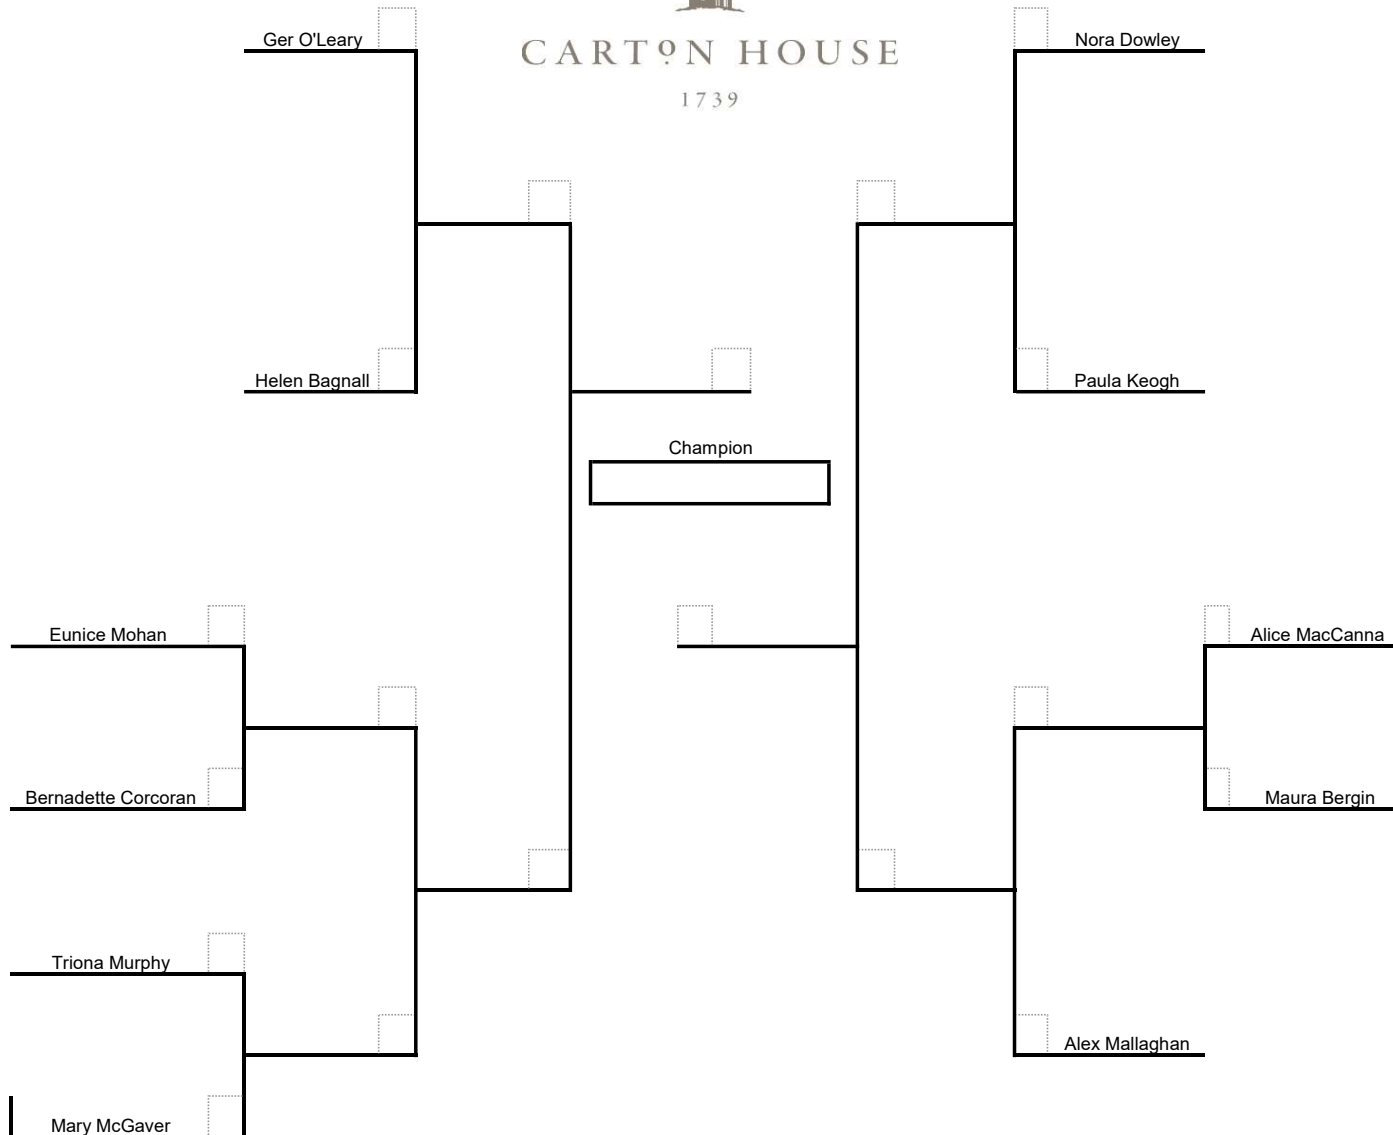 Ger O'Leary
CARTON HOUSE
Nora Dowley
1739
Helen Bagnall
Paula Keogh
Champion
Eunice Mohan
Alice MacCanna
Bernadette Corcoran
Maura Bergin
Triona Murphy
Alex Mallaghan
Mary McGaver